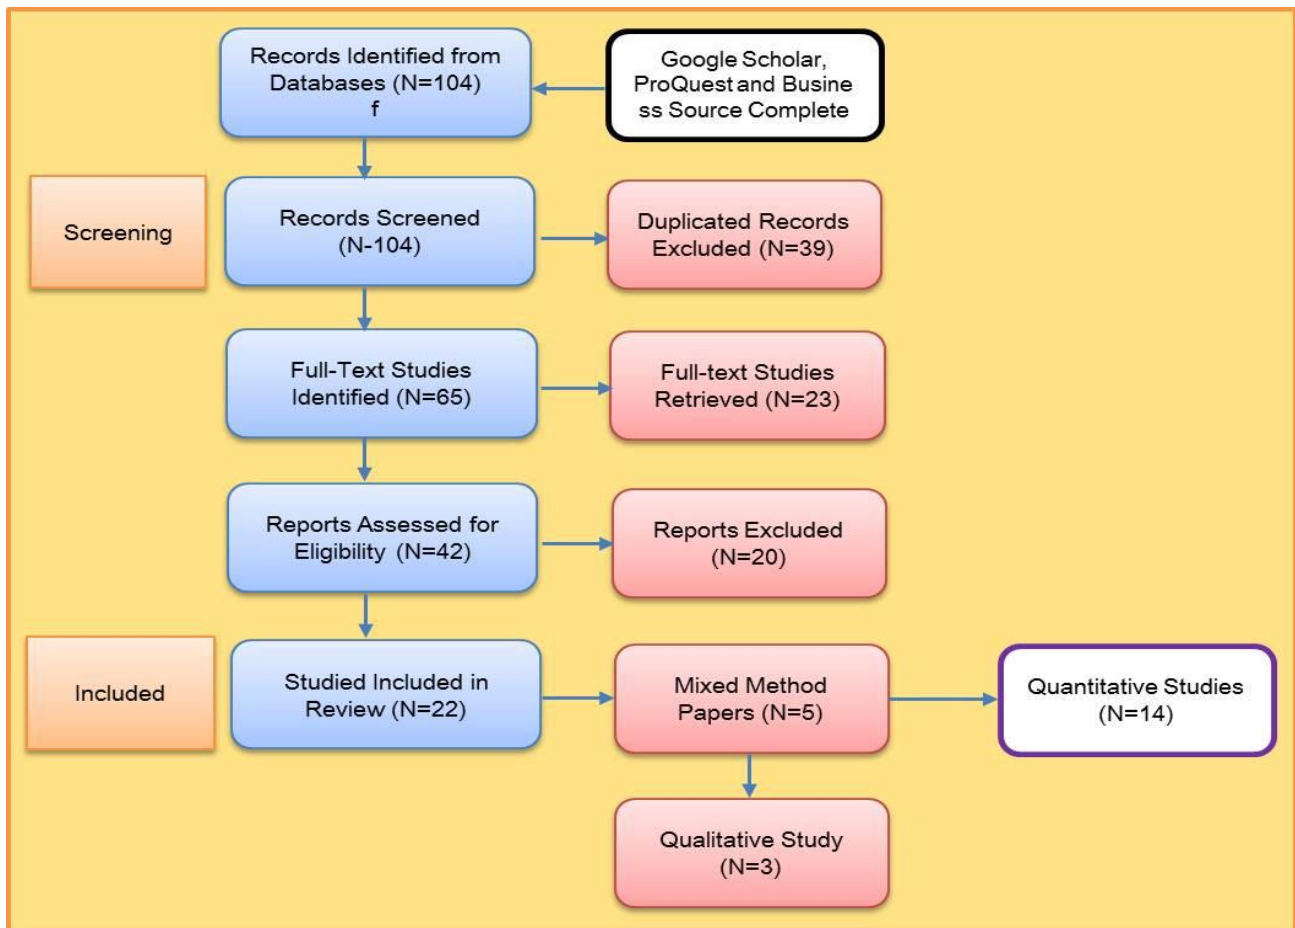 Records Identified from
Databases (N=104)
f
Google Scholar,
ProQuest and Busine
ss Source Complete
Screening
Records Screened
(N-104)
Duplicated Records
Excluded (N=39)
Full-Text Studies
Identified (N=65)
Full-text Studies
Retrieved (N=23)
Reports Assessed for
Eligibility (N=42)
Reports Excluded
(N=20)
Included
Studied Included in
Review (N=22)
Mixed Method
Papers (N=5)
Quantitative Studies
(N=14)
Qualitative Study
(N=3)